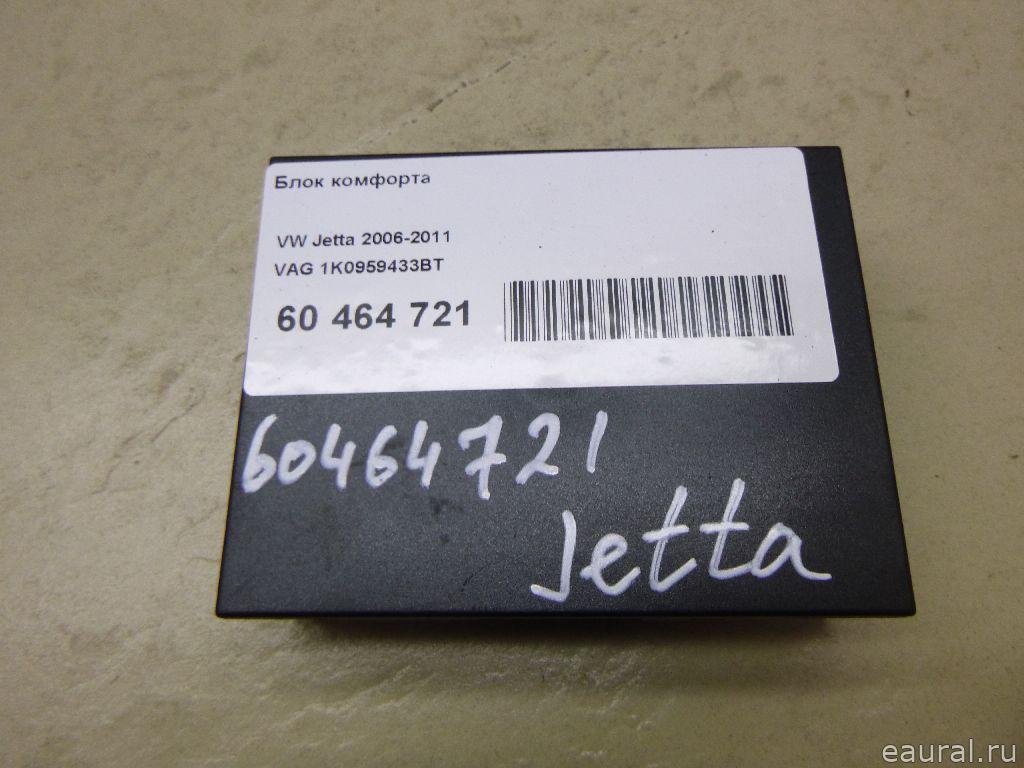 Блок комфорта
VW Jetta 2006-2011
VAG 1K0959433BT
60 464 721
60464721
Jetta
eaural.ru